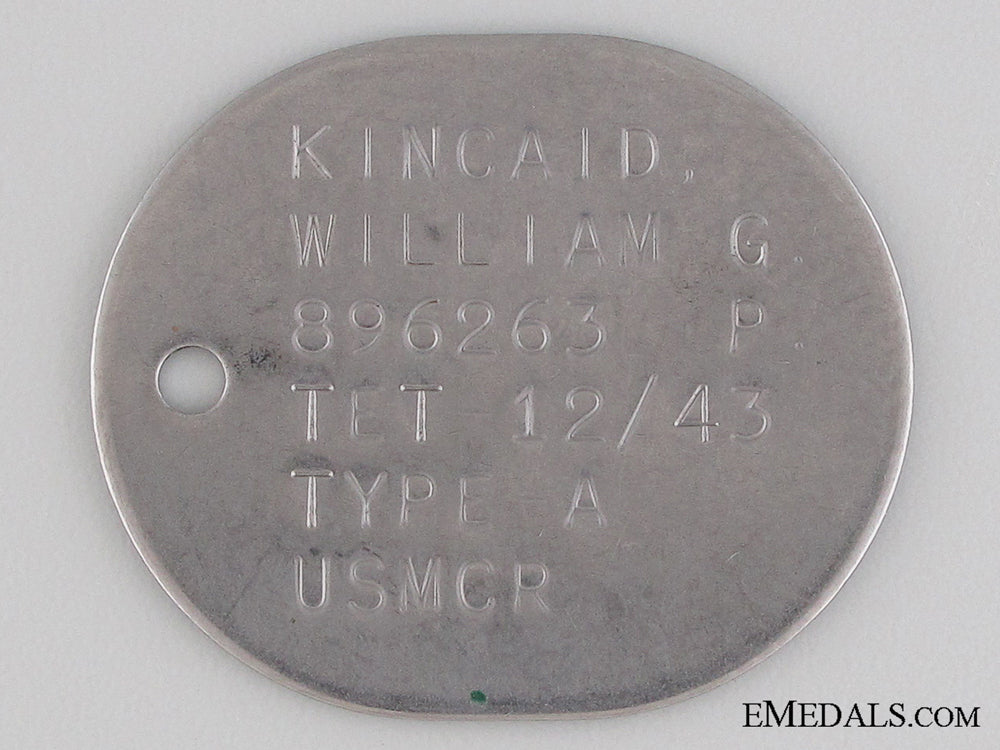 KINCAID,
WILLIAM G.
896263 P.
TET-12/43
TYPE-A
USMCR
EMEDALS.COM